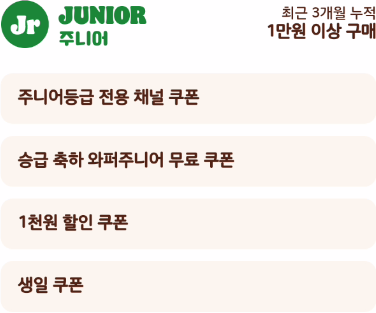 Jr
JUNIOR
주니어
최근 3개월 누적
1만원 이상 구매
주니어등급 전용 채널 쿠폰
승급 축하 와퍼주니어 무료 쿠폰
1천원 할인 쿠폰
생일 쿠폰